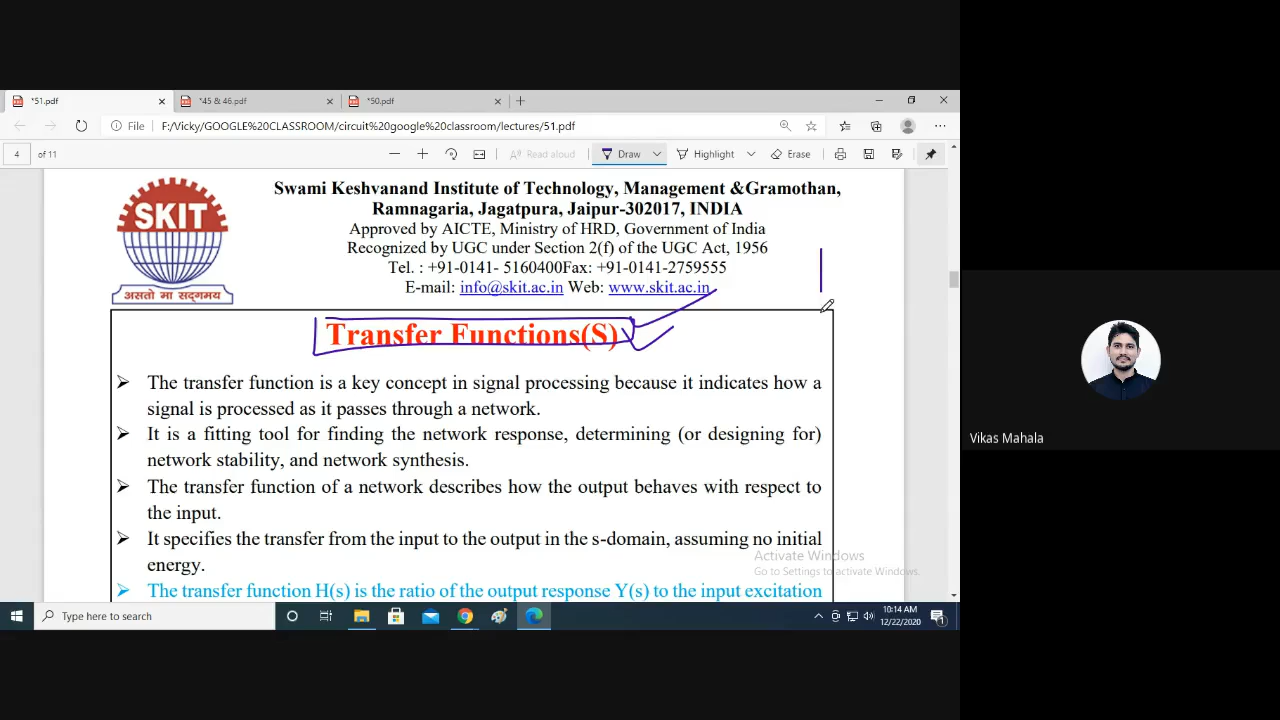 *51.pdf
*45 & 46.pdf
*50.pdf
File
F:/Vicky/GOOGLE%20CLASSROOM/circuit%20google%20classroom/lectures/51.pdf
4 of 11
Read aloud
Draw
Highlight
Erase
SKIT
असतो मा सद्गमय
Swami Keshvanand Institute of Technology, Management &Gramothan,
Ramnagaria, Jagatpura, Jaipur-302017, INDIA
Approved by AICTE, Ministry of HRD, Government of India
Recognized by UGC under Section 2(f) of the UGC Act, 1956
Tel. : +91-0141- 5160400Fax: +91-0141-2759555
E-mail: info@skit.ac.in Web: www.skit.ac.in
Transfer Functions(S)
The transfer function is a key concept in signal processing because it indicates how a
signal is processed as it passes through a network.
It is a fitting tool for finding the network response, determining (or designing for)
network stability, and network synthesis.
The transfer function of a network describes how the output behaves with respect to
the input.
It specifies the transfer from the input to the output in the s-domain, assuming no initial
energy.
The transfer function H(s) is the ratio of the output response Y(s) to the input excitation
Activate Windows
Go to Settings to activate Windows.
Type here to search
10:14 AM
12/22/2020
1
Vikas Mahala